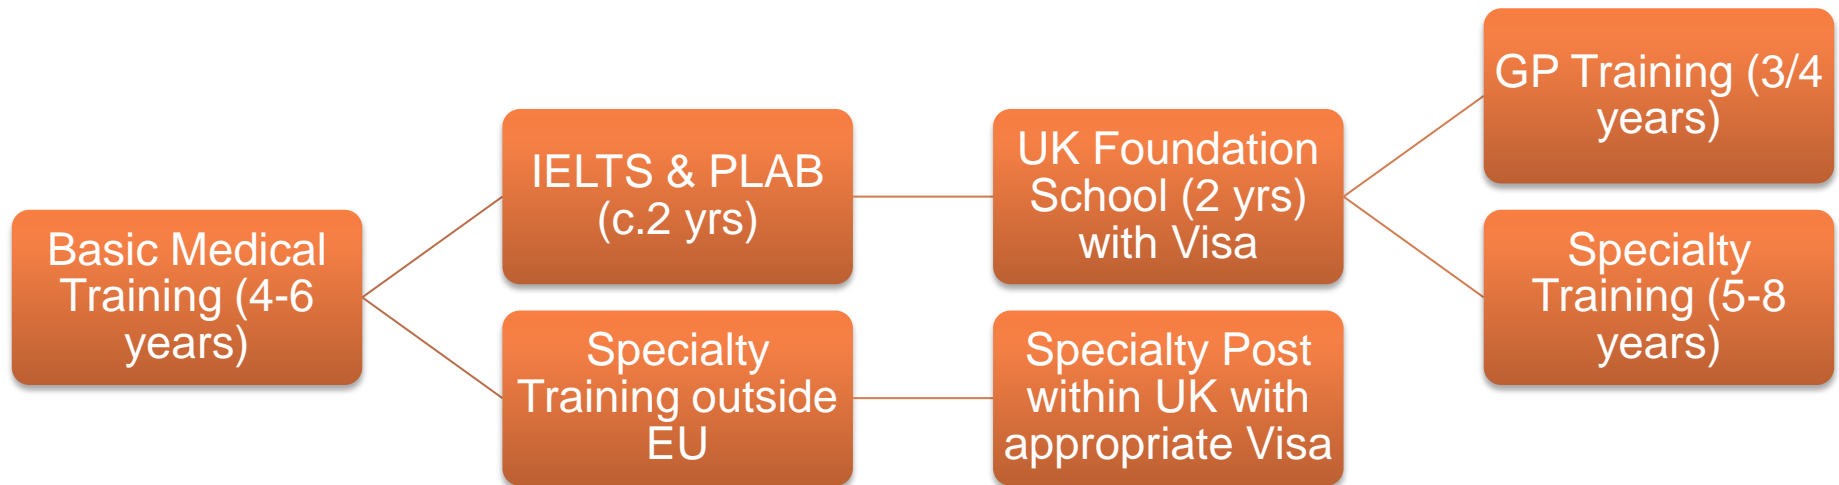 Basic Medical
Training (4-6
years)
IELTS & PLAB
(c.2 yrs)
Specialty
Training outside
EU
UK Foundation
School (2 yrs)
with Visa
Specialty Post
within UK with
appropriate Visa
GP Training (3/4
years)
Specialty
Training (5-8
years)